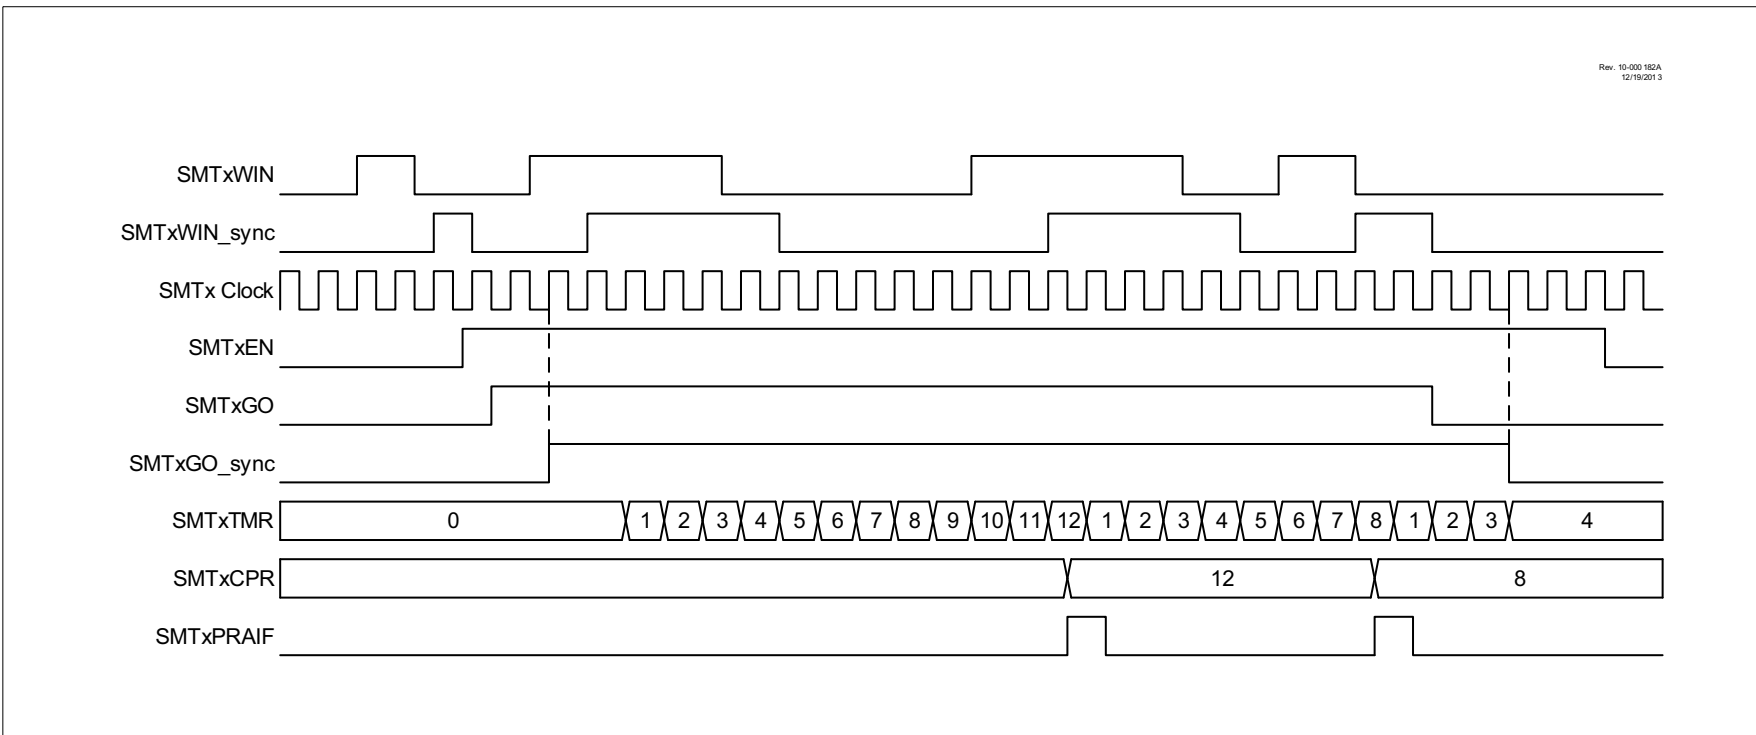 Rev. 10-000 182A
12/19/201 3
SMTxWIN
SMTxWIN_sync
SMTx Clock
SMTxEN
SMTxGO
SMTxGO_sync
SMTxTMR 0 1 2 3 4 5 6 7 8 9 10 11 12 1 2 3 4 5 6 7 8 1 2 3 4
SMTxCPR 12 8
SMTxPRAIF